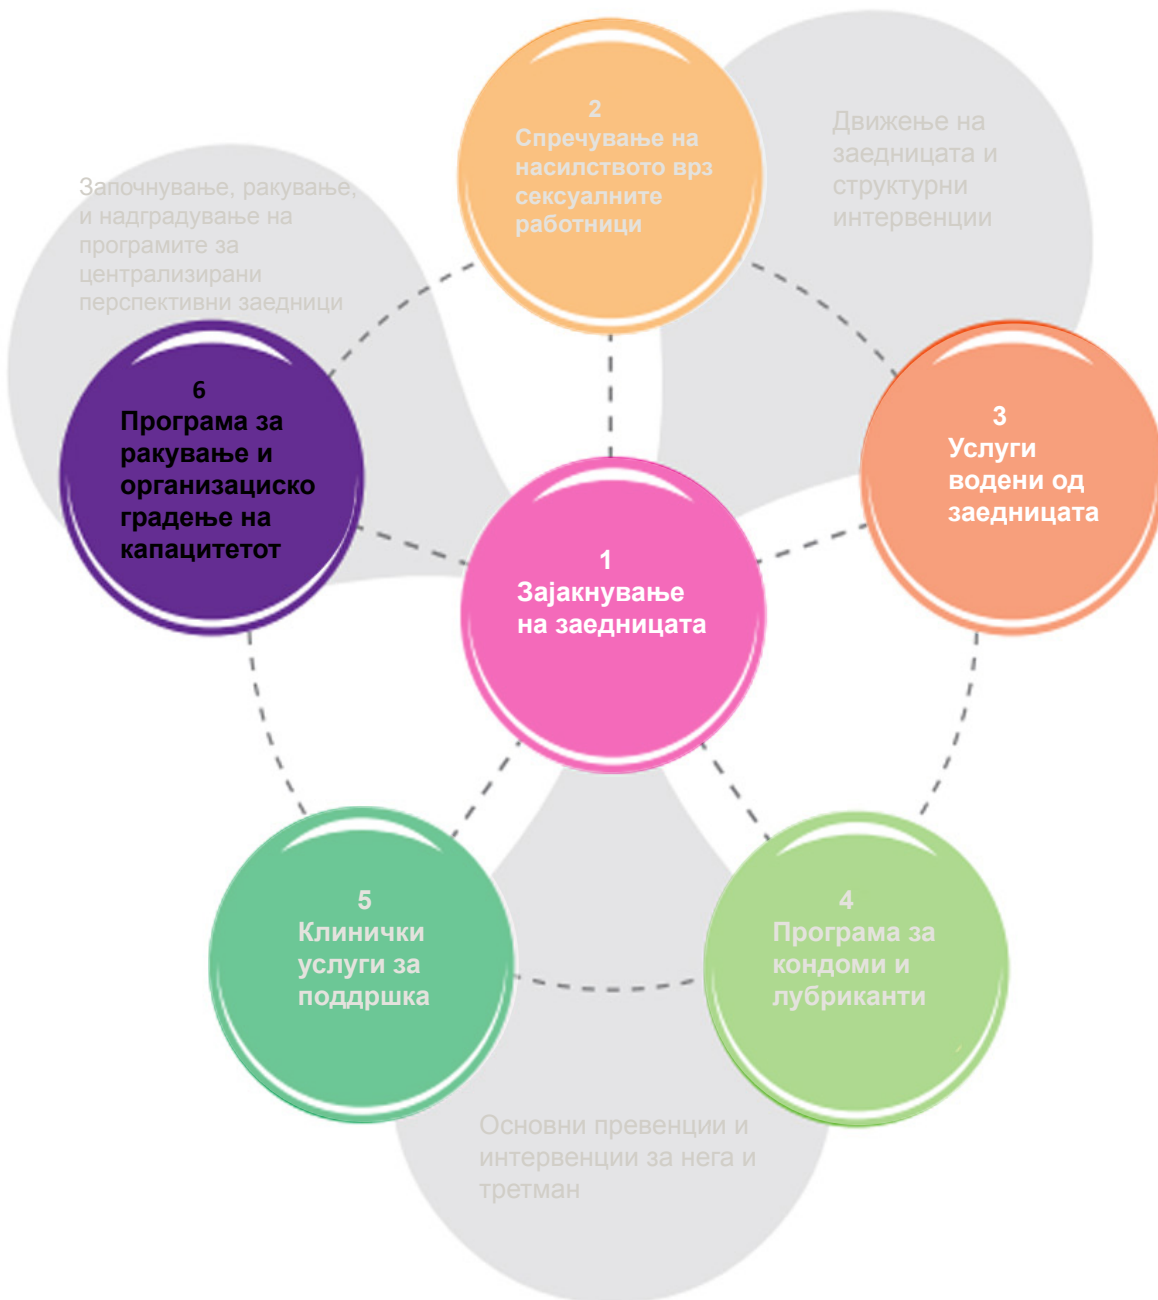 2
Спречување на
насилството врз
сексуалните
работници
Движење на
заедницата и
структурни
интервенции
Започнување, ракување,
и надградување на
програмите за
централизирани
перспективни заедници
6
Програма за
ракување и
организациско
градење на
капацитетот
3
Услуги
водени од
заедницата
1
Зајакнување
на заедницата
5
Клинички
услуги за
поддршка
4
Програма за
кондоми и
лубриканти
Основни превенции и
интервенции за нега и
третман